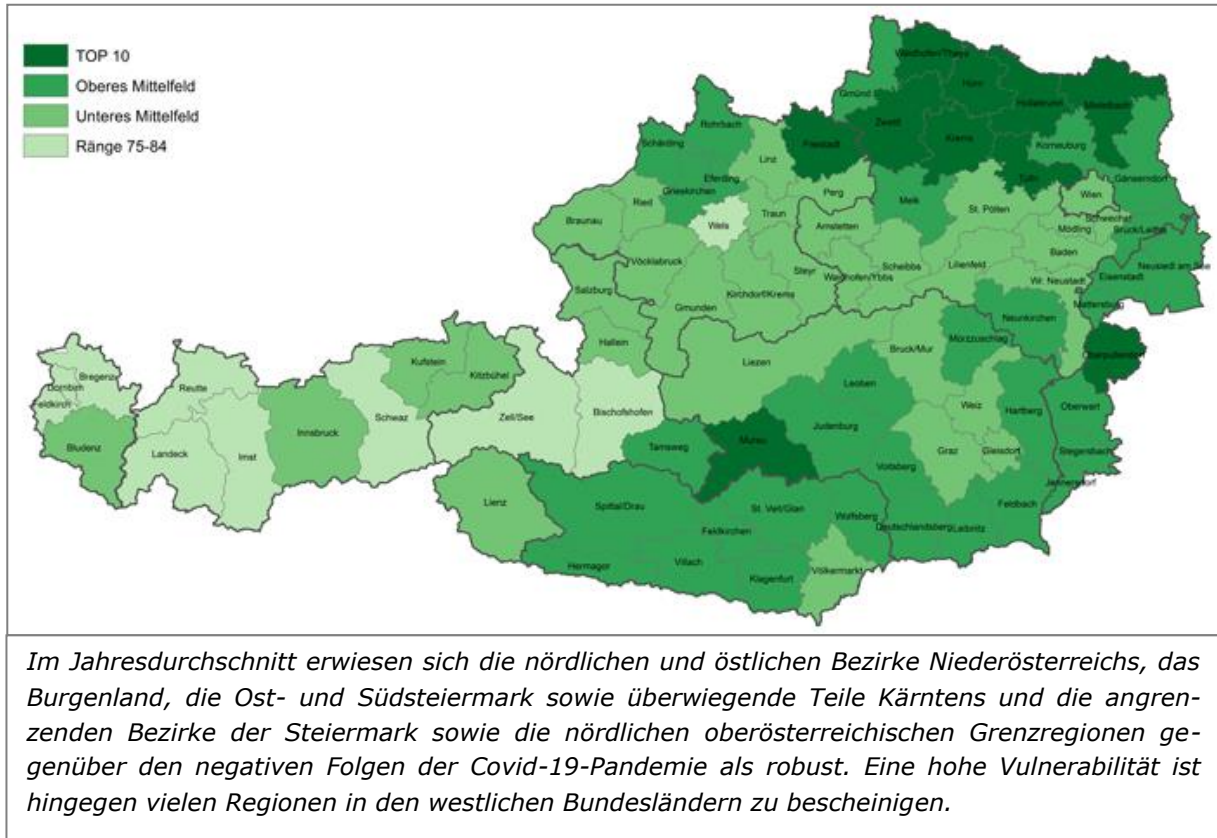 TOP 10
Oberes Mittelfeld
Unteres Mittelfeld
Ränge 75-84
Waidhofen/Thaya
Gmünd
Horn
Hollabrunn
Mistelbach
Zwettl
Krems
Korneuburg
Tulln
Gänserndorf
Rohrbach
Freistadt
Schärding
Linz
Eferding
Grieskirchen
Perg
Melk
St. Pölten
Wien
Schwechat
Mödling
Bruck/Leitha
Ried
Braunau
Wels
Traun
Amstetten
Baden
Neusiedl am See
Eisenstadt
Vöcklabruck
Steyr
Waidhofen/Ybbs
Scheibbs
Lilienfeld
Wr. Neustadt
Mattersburg
Salzburg
Gmunden
Kirchdorf/Krems
Neunkirchen
Hallein
Liezen
Bruck/Mur
Mürzzuschlag
Oberpullendorf
Kufstein
Kitzbühel
Bregenz
Dornbirn
Feldkirch
Reutte
Schwaz
Zell/See
Bischofshofen
Leoben
Weiz
Hartberg
Oberwart
Bludenz
Landeck
Imst
Innsbruck
Tamsweg
Murau
Judenburg
Voitsberg
Graz
Gleisdorf
Stegersbach
Jennersdorf
Lienz
Spittal/Drau
St. Veit/Glan
Wolfsberg
Feldkirchen
Deutschlandsberg
Leibnitz
Feldbach
Hermagor
Villach
Klagenfurt
Völkermarkt
Im Jahresdurchschnitt erwiesen sich die nördlichen und östlichen Bezirke Niederösterreichs, das
Burgenland, die Ost- und Südsteiermark sowie überwiegende Teile Kärntens und die angren-
zenden Bezirke der Steiermark sowie die nördlichen oberösterreichischen Grenzregionen ge-
genüber den negativen Folgen der Covid-19-Pandemie als robust. Eine hohe Vulnerabilität ist
hingegen vielen Regionen in den westlichen Bundesländern zu bescheinigen.